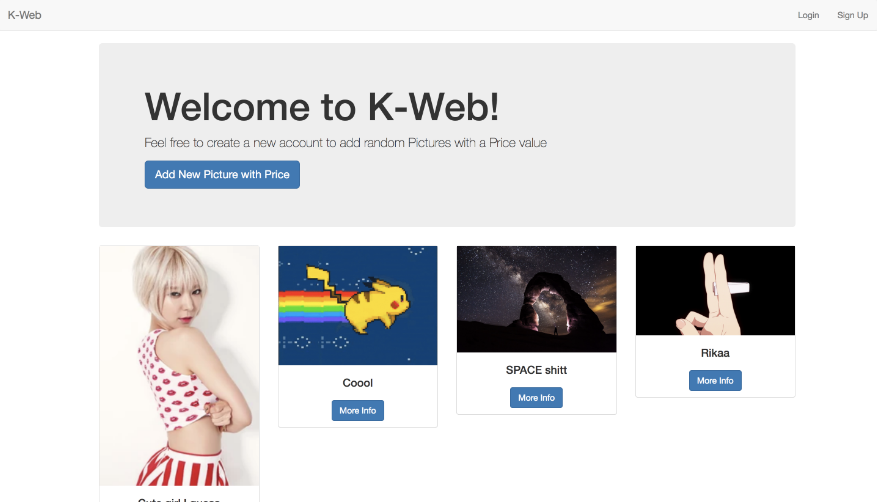 K-Web
Login
Sign Up
Welcome to K-Web!
Feel free to create a new account to add random Pictures with a Price value
Add New Picture with Price
Coool
More Info
SPACE shitt
More Info
Rikaa
More Info
Cute girl I guess